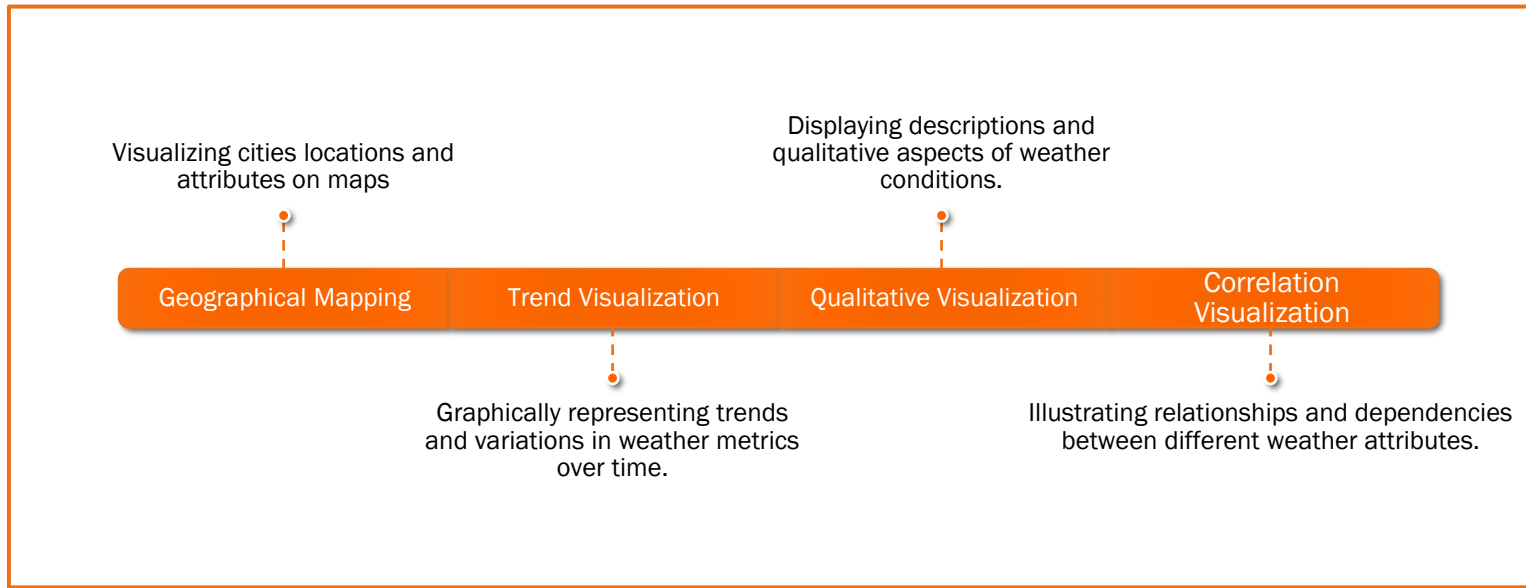 Visualizing cities locations and
attributes on maps
Displaying descriptions and
qualitative aspects of weather
conditions.
Geographical Mapping
Trend Visualization
Qualitative Visualization
Correlation
Visualization
Graphically representing trends
and variations in weather metrics
over time.
Illustrating relationships and dependencies
between different weather attributes.